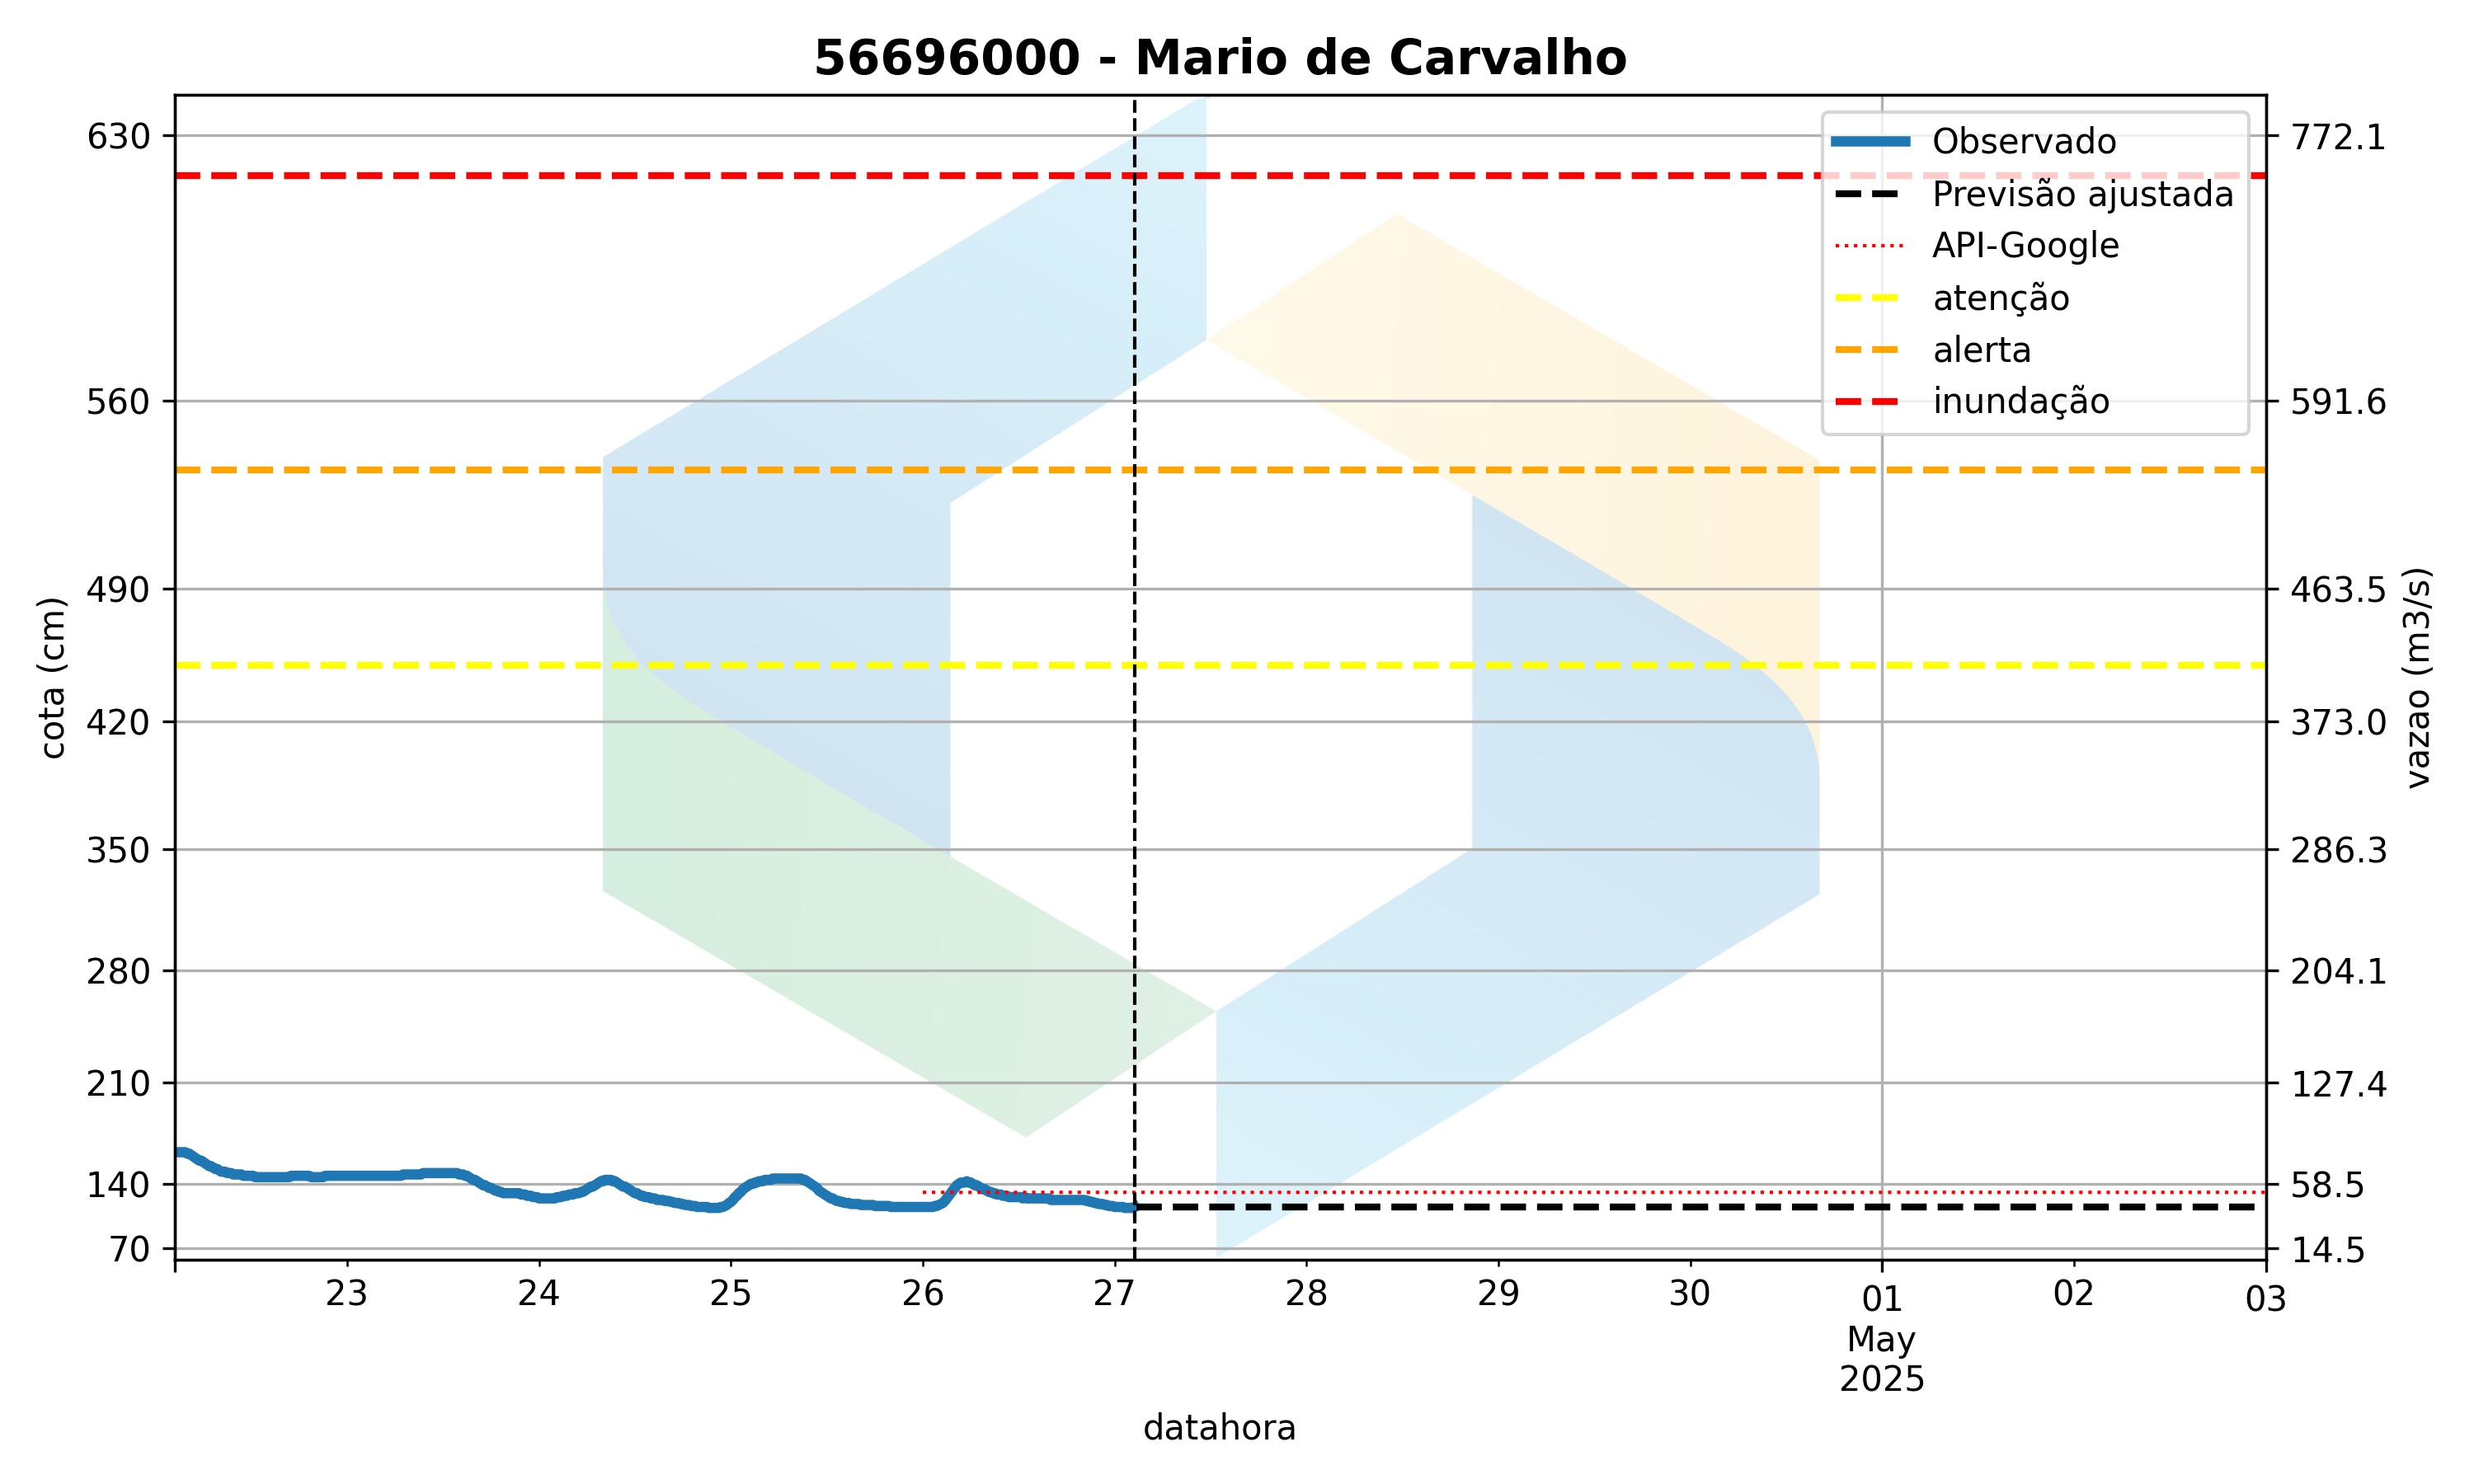 56696000 - Mario de Carvalho
630
560
490
420
350
280
210
140
70
cota (cm)
772.1
591.6
463.5
373.0
286.3
204.1
127.4
58.5
14.5
vazao (m3/s)
Observado
Previsão ajustada
API-Google
atenção
alerta
inundação
23 24 25 26 27 28 29 30 01 02 03
May
2025
datahora